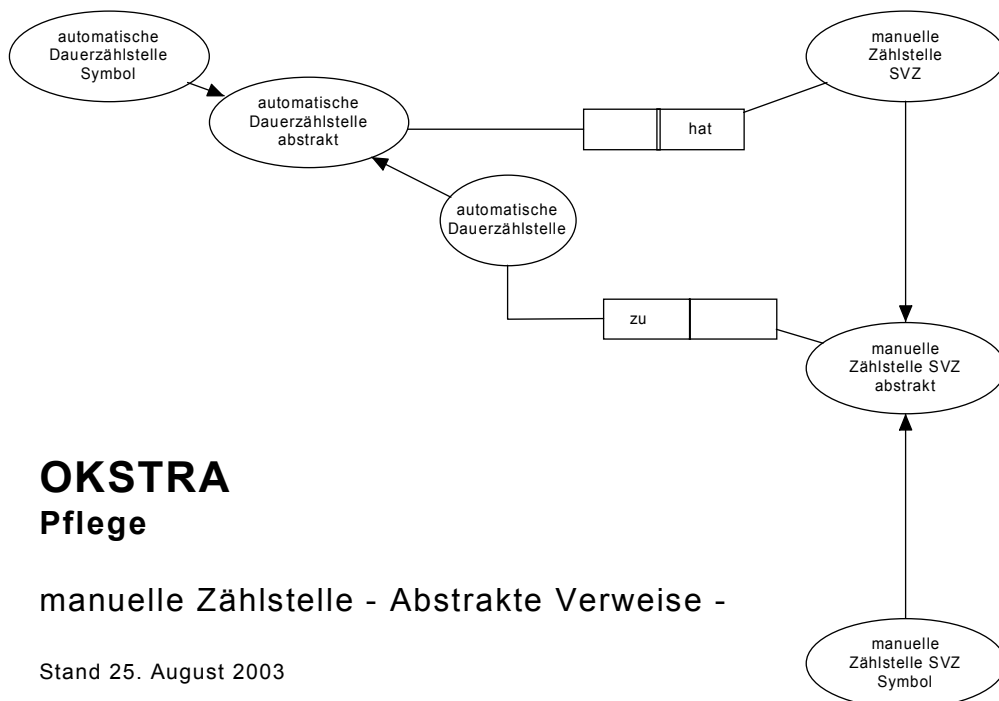 automatische
Dauerzählstelle
Symbol
manuelle
Zählstelle
SVZ
automatische
Dauerzählstelle
abstrakt
hat
automatische
Dauerzählstelle
zu
manuelle
Zählstelle SVZ
abstrakt
OKSTRA
Pflege
manuelle Zählstelle - Abstrakte Verweise -
Stand 25. August 2003
manuelle
Zählstelle SVZ
Symbol